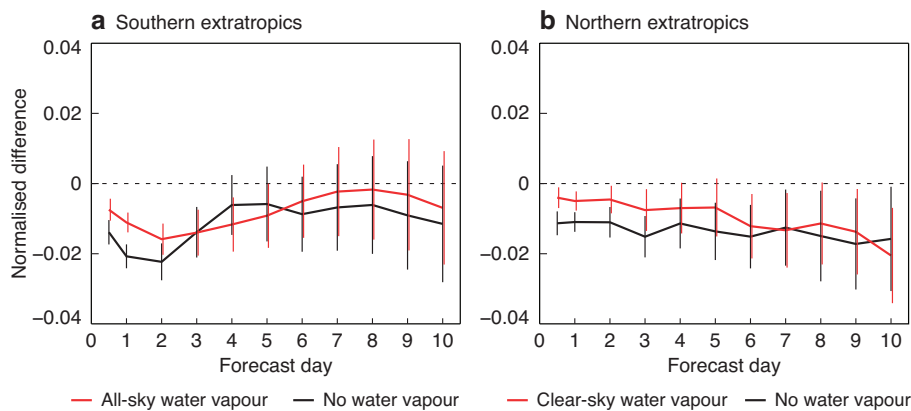 a Southern extratropics
b Northern extratropics
Normalised difference
0.04
0.02
0
−0.02
−0.04
0 1 2 3 4 5 6 7 8 9 10
Forecast day
0.04
0.02
0
−0.02
−0.04
0 1 2 3 4 5 6 7 8 9 10
Forecast day
All-sky water vapour No water vapour
Clear-sky water vapour No water vapour